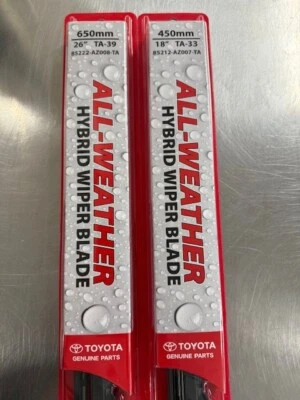 650mm
26" TA-39
85222-AZ008-TA
ALL-WEATHER
HYBRID WIPER BLADE
TOYOTA
GENUINE PARTS
450mm
18" TA-33
85212-AZ007-TA
ALL-WEATHER
HYBRID WIPER BLADE
TOYOTA
GENUINE PARTS